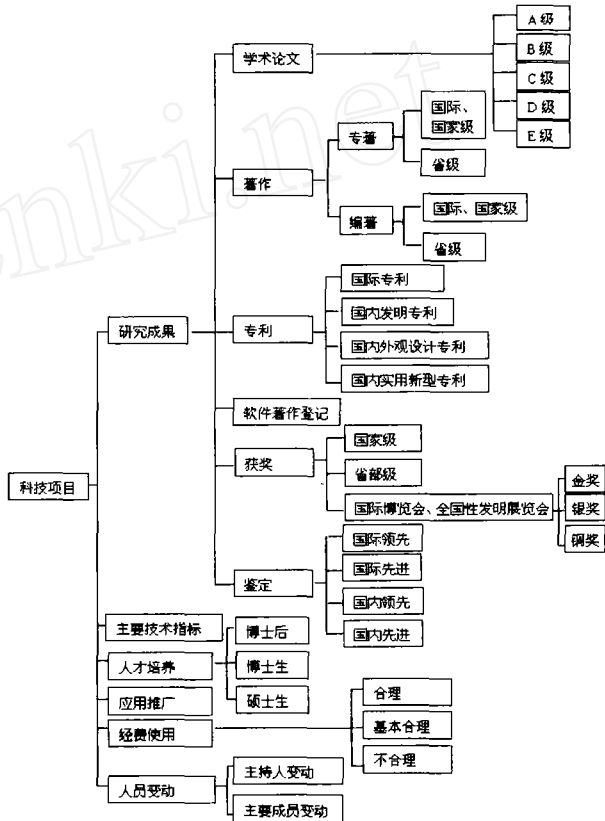 学术论文
A 级
B 级
C 级
D 级
E 级
著作
专著
国际、
国家级
省级
编著
国际、国家级
省级
研究成果
专利
国际专利
国内发明专利
国内外观设计专利
国内实用新型专利
软件著作登记
获奖
国家级
省部级
国际博览会、全国性发明展览会
金奖
银奖
铜奖
鉴定
国际领先
国际先进
国内领先
国内先进
科技项目
主要技术指标
人才培养
博士后
博士生
硕士生
应用推广
经费使用
合理
基本合理
不合理
人员变动
主持人变动
主要成员变动
enki.net